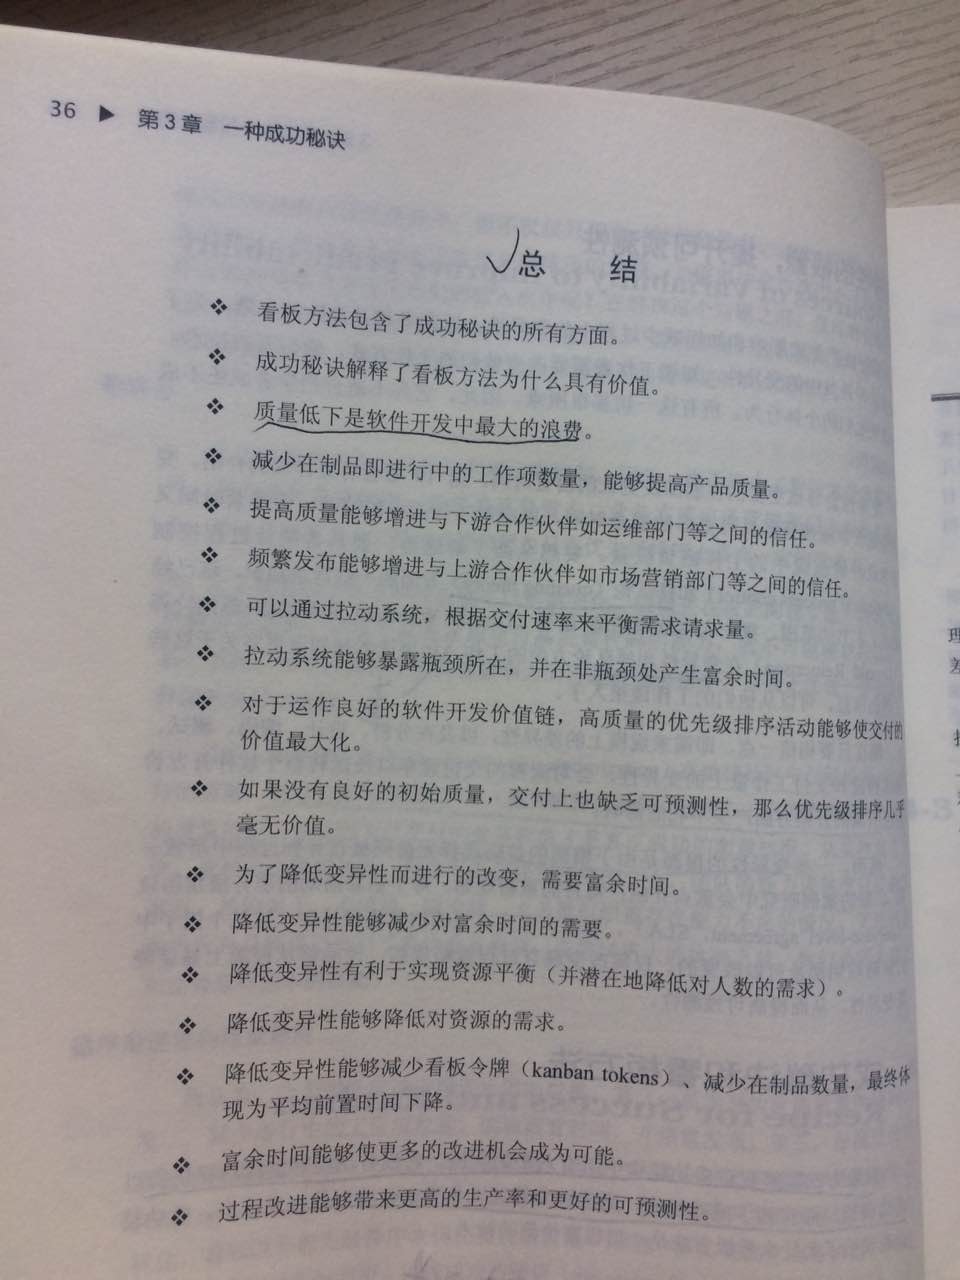 36 ▶ 第3章 一种成功秘诀
总 结
❖ 看板方法包含了成功秘诀的所有方面。
❖ 成功秘诀解释了看板方法为什么具有价值。
❖ 质量低下是软件开发中最大的浪费。
❖ 减少在制品即进行中的工作项数量，能够提高产品质量。
❖ 提高质量能够增进与下游合作伙伴如运维部门等之间的信任。
❖ 频繁发布能够增进与上游合作伙伴如市场营销部门等之间的信任。
❖ 可以通过拉动系统，根据交付速率来平衡需求请求量。
❖ 拉动系统能够暴露瓶颈所在，并在非瓶颈处产生富余时间。
❖ 对于运作良好的软件开发价值链，高质量的优先级排序活动能够使交付的
价值最大化。
❖ 如果没有良好的初始质量，交付上也缺乏可预测性，那么优先级排序几乎
毫无价值。
❖ 为了降低变异性而进行的改变，需要富余时间。
❖ 降低变异性能够减少对富余时间的需要。
❖ 降低变异性有利于实现资源平衡（并潜在地降低对人数的需求）。
❖ 降低变异性能够降低对资源的需求。
❖ 降低变异性能够减少看板令牌（kanban tokens）、减少在制品数量，最终体
现为平均前置时间下降。
❖ 富余时间能够使更多的改进机会成为可能。
❖ 过程改进能够带来更高的生产率和更好的可预测性。